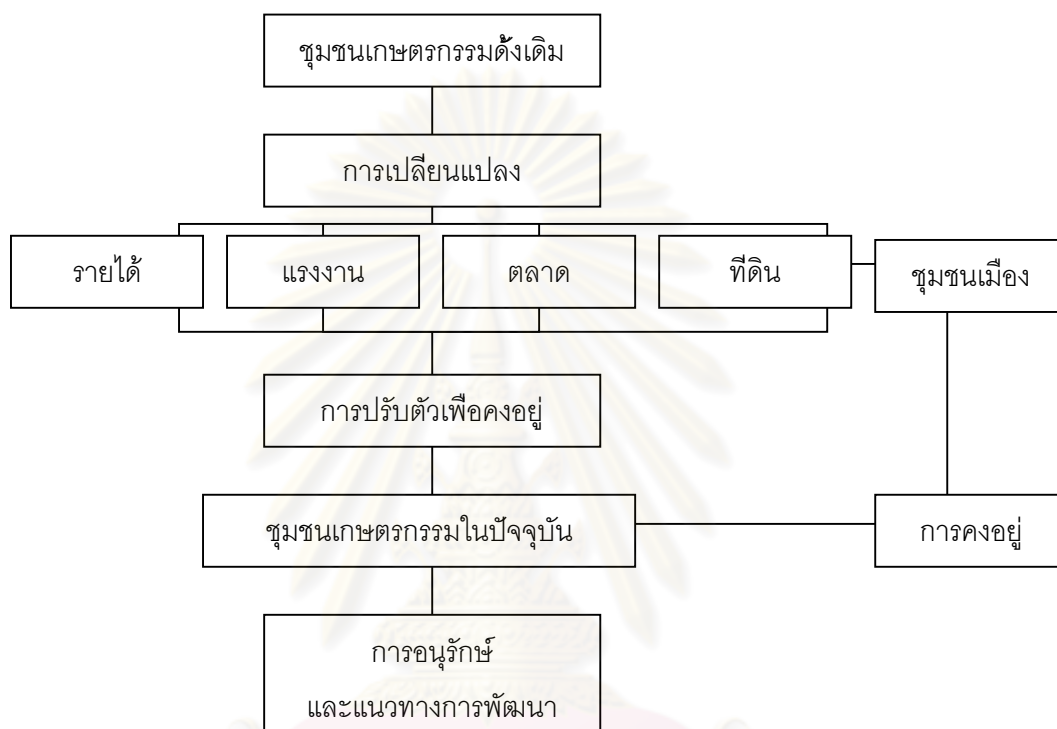 ชุมชนเกษตรกรรมดั้งเดิม
การเปลี่ยนแปลง
รายได้
แรงงาน
ตลาด
ที่ดิน
ชุมชนเมือง
การปรับตัวเพื่อคงอยู่
ชุมชนเกษตรกรรมในปัจจุบัน
การคงอยู่
การอนุรักษ์
และแนวทางการพัฒนา